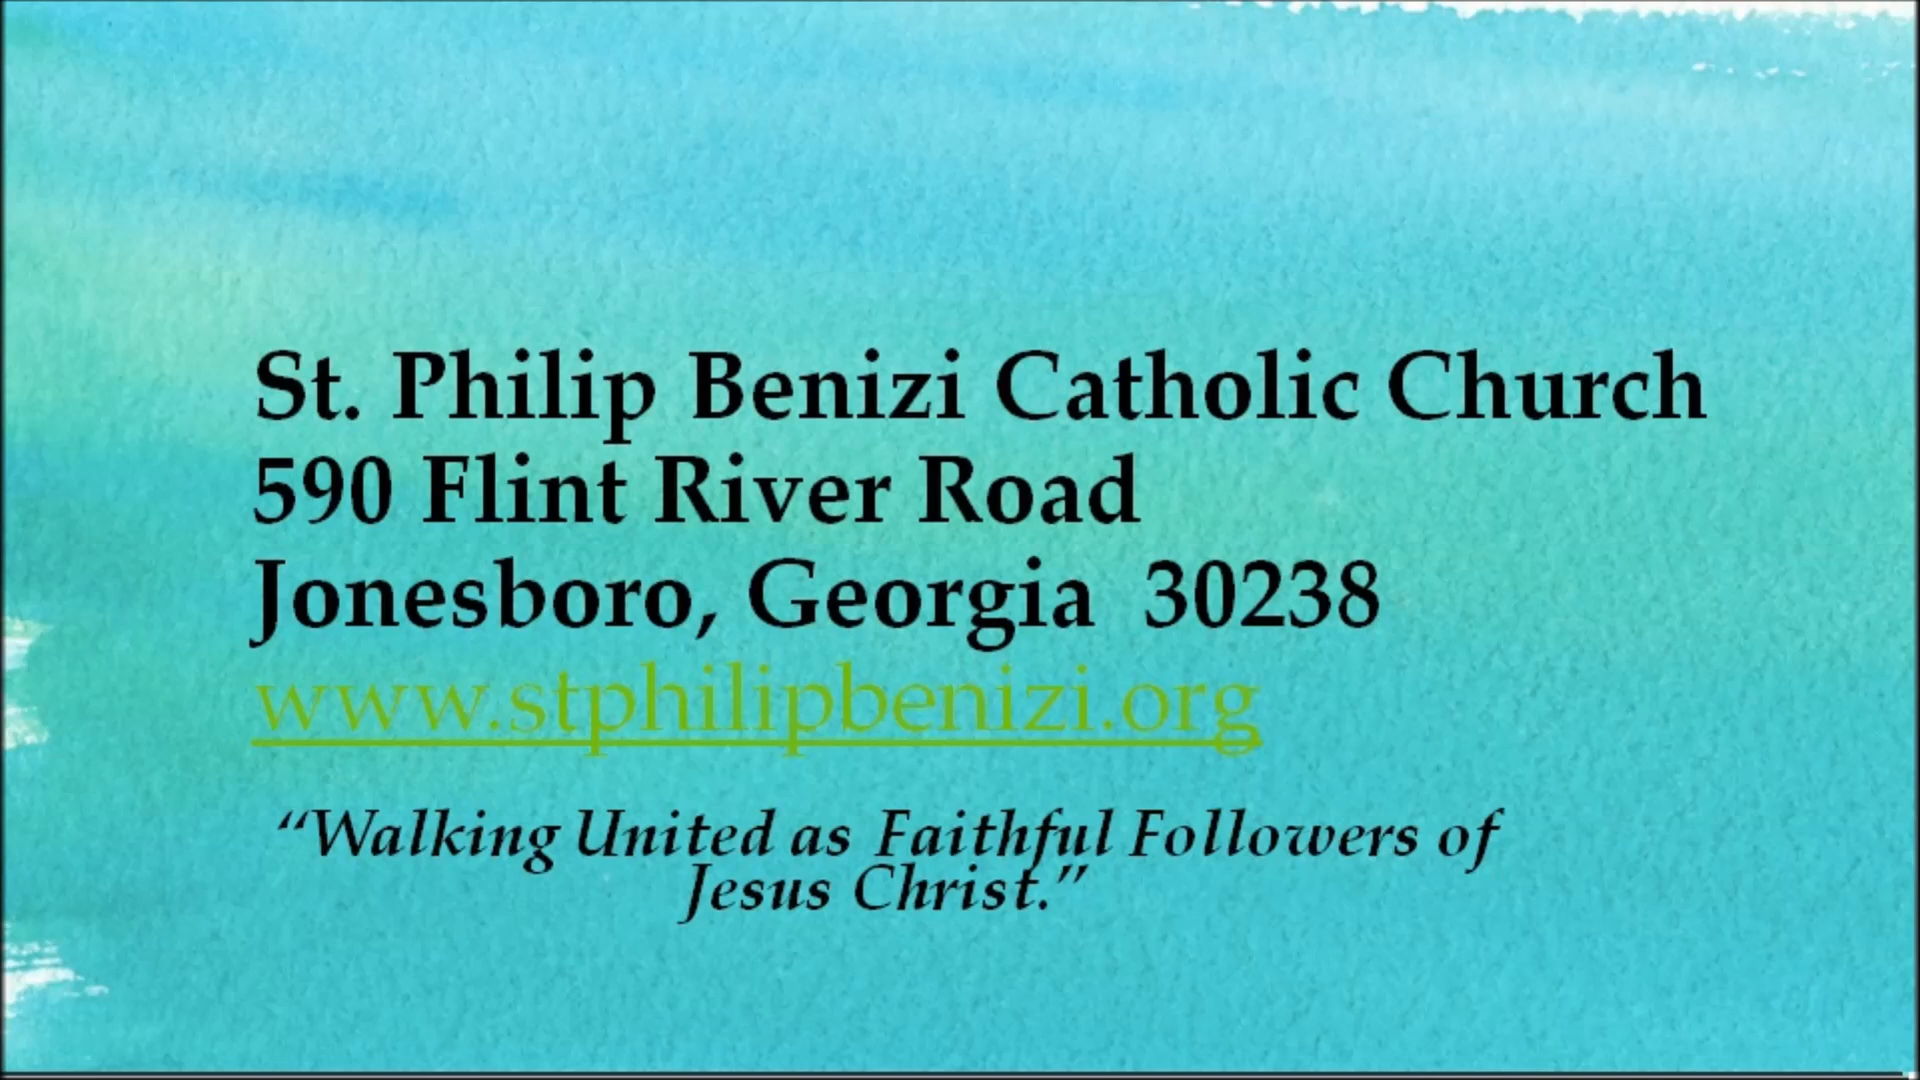 St. Philip Benizi Catholic Church
590 Flint River Road
Jonesboro, Georgia  30238
www.stphilipbenizi.org
“Walking United as Faithful Followers of
Jesus Christ.”